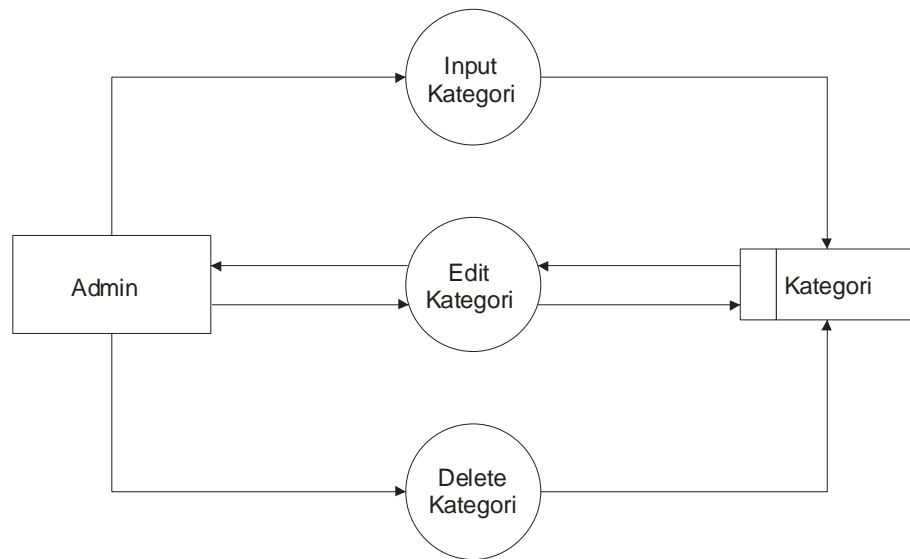 Input
Kategori
Admin
Edit
Kategori
Kategori
Delete
Kategori